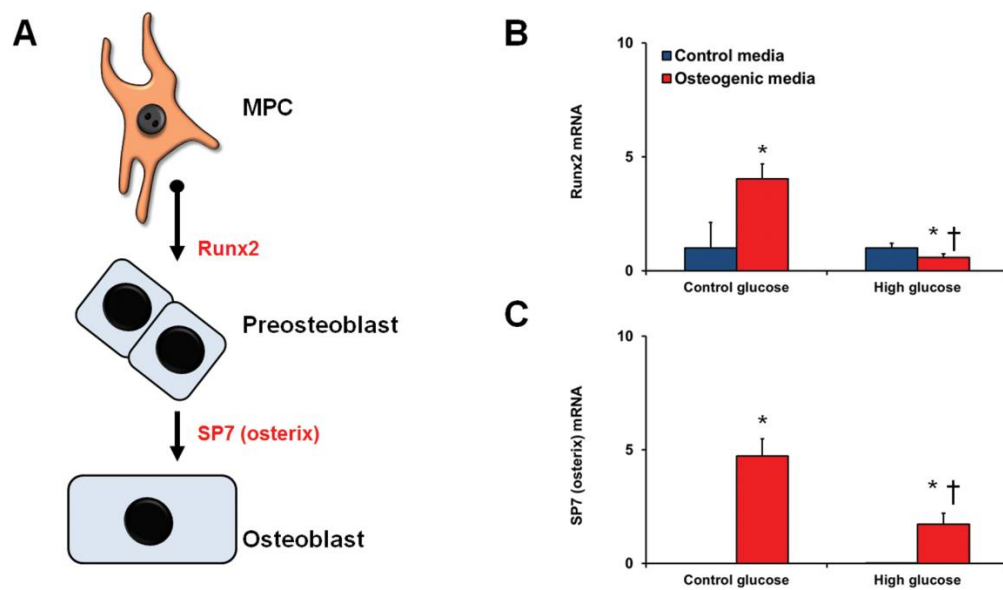 A
MPC
Runx2
Preosteoblast
SP7 (osterix)
Osteoblast
B
Control media
Osteogenic media
Runx2 mRNA
10
5
0
*
* †
Control glucose
High glucose
C
SP7 (osterix) mRNA
10
5
0
*
* †
Control glucose
High glucose